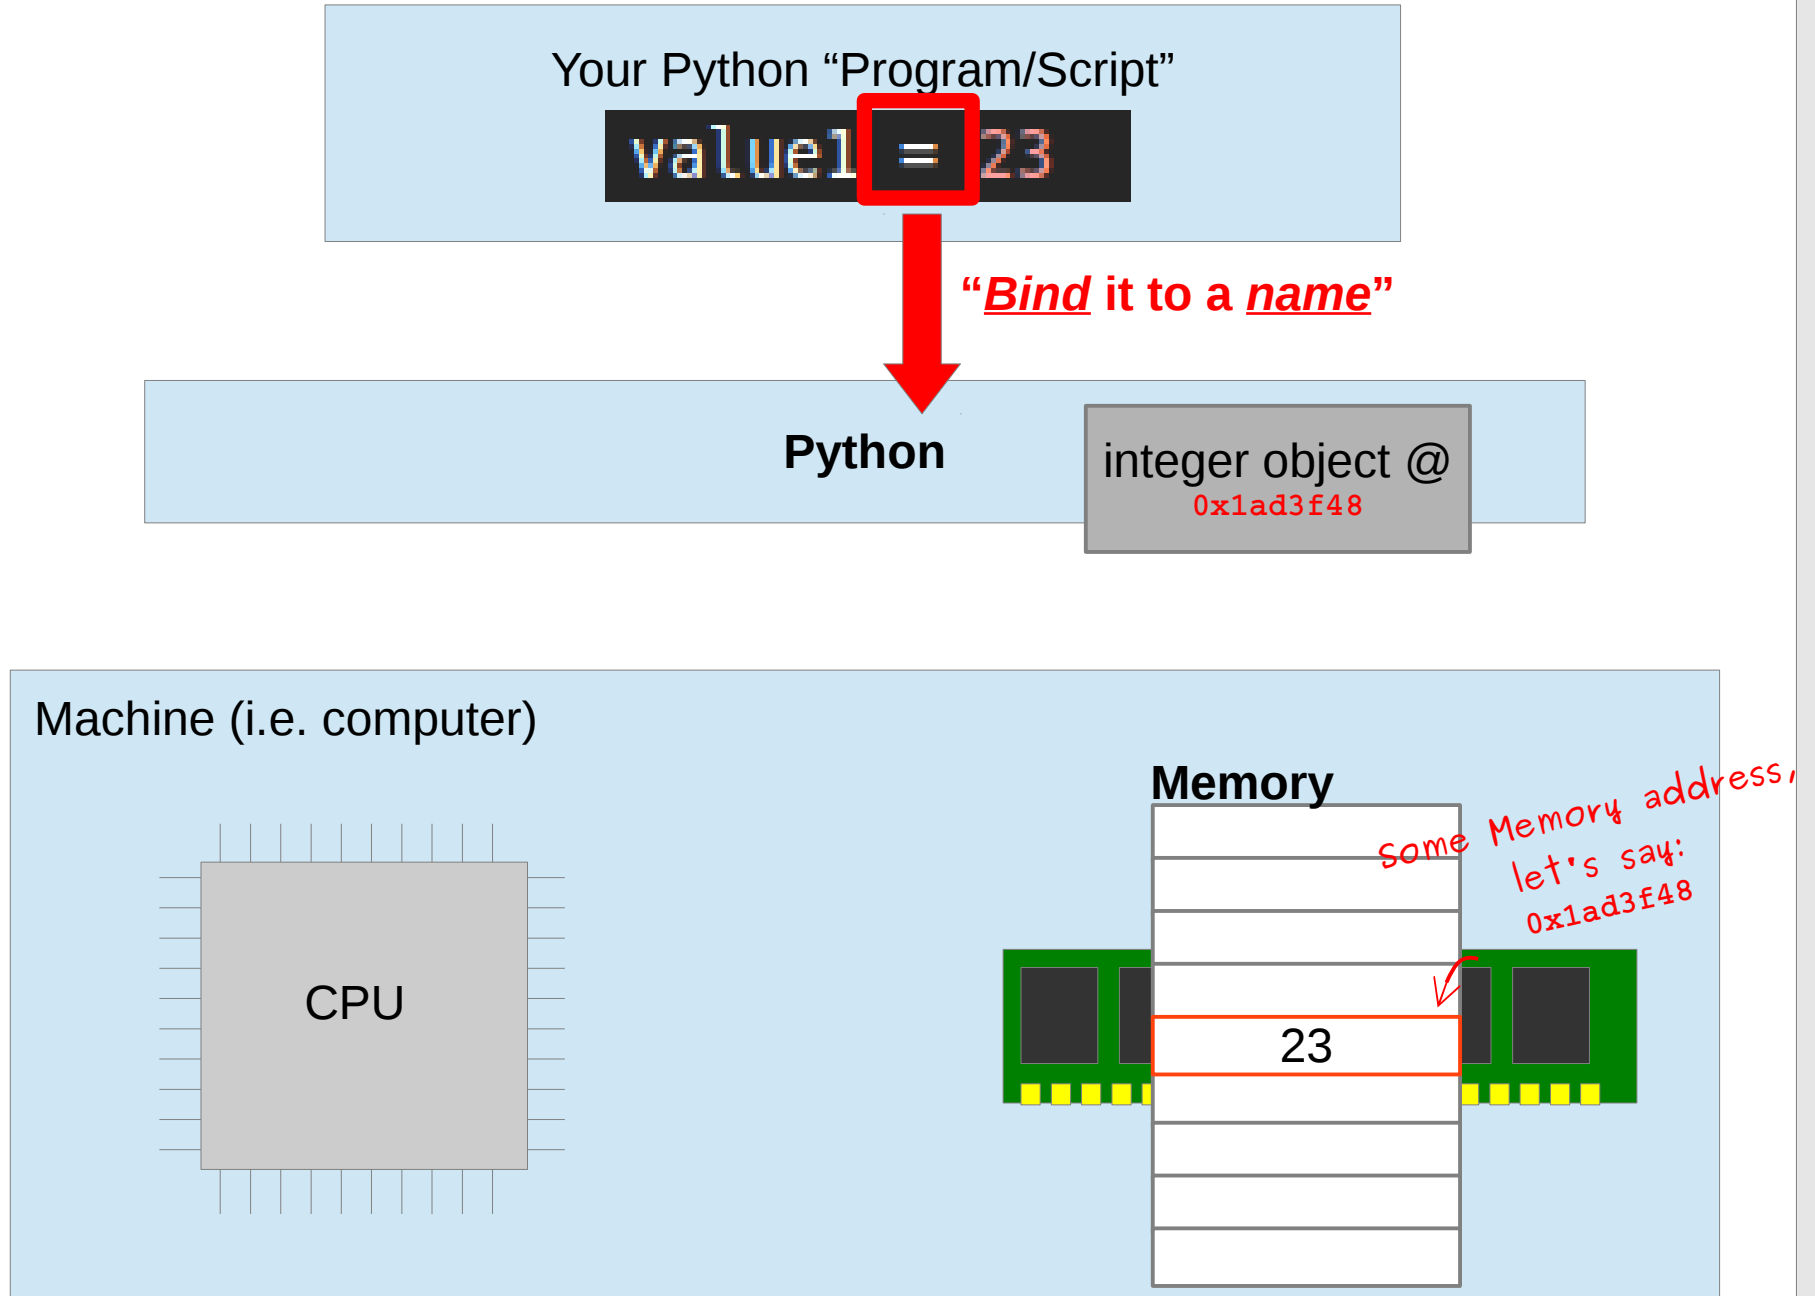 Your Python “Program/Script”
value1 = 23
“Bind it to a name”
Python
integer object @
0x1ad3f48
Machine (i.e. computer)
Memory
Some Memory address,
let's say:
0x1ad3f48
CPU
23